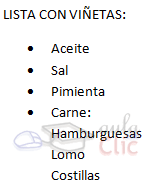 LISTA CON VIÑETAS:
• Aceite
• Sal
• Pimienta
• Carne:
Hamburguesas
Lomo
Costillas
aula
Clic